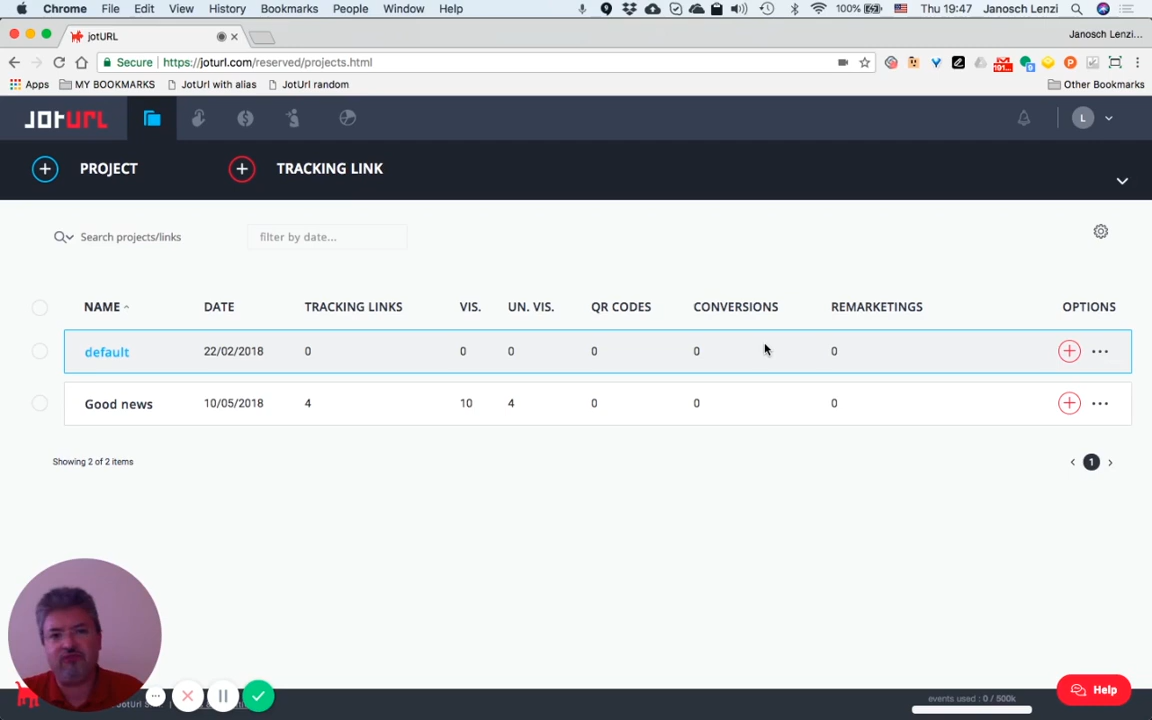 Chrome File Edit View History Bookmarks People Window Help 100% Thu 19:47 Janosch Lenzi
jotURL Janosch Lenzi...
Secure https://joturl.com/reserved/projects.html
Apps MY BOOKMARKS JotUrl with alias JotUrl random Other Bookmarks
JOTURL L
PROJECT TRACKING LINK
Search projects/links filter by date...
NAME DATE TRACKING LINKS VIS. UN. VIS. QR CODES CONVERSIONS REMARKETINGS OPTIONS
default 22/02/2018 0 0 0 0 0 0
Good news 10/05/2018 4 10 4 0 0 0
Showing 2 of 2 items 1
Help
events used : 0 / 500k